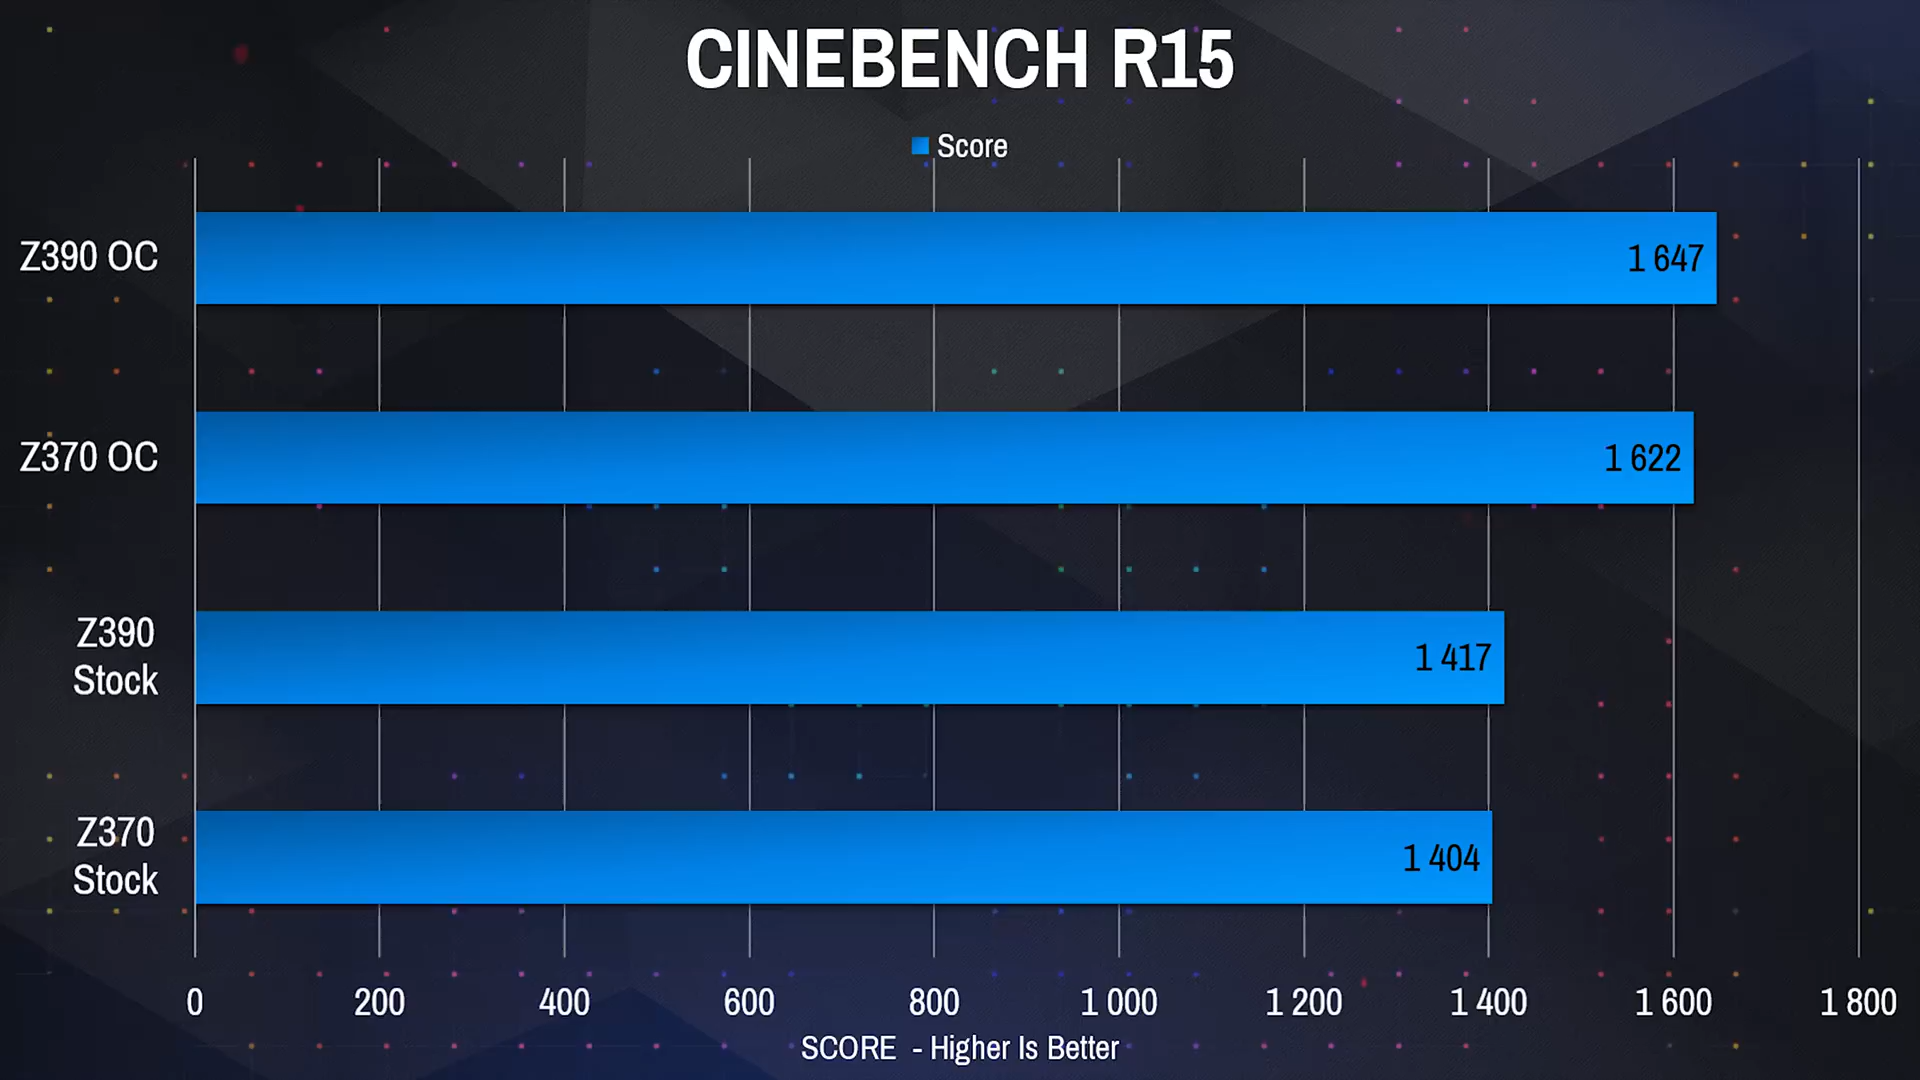 CINEBENCH R15
Score
Z390 OC
1 647
Z370 OC
1 622
Z390
Stock
1 417
Z370
Stock
1 404
0 200 400 600 800 1 000 1 200 1 400 1 600 1 800
SCORE - Higher Is Better